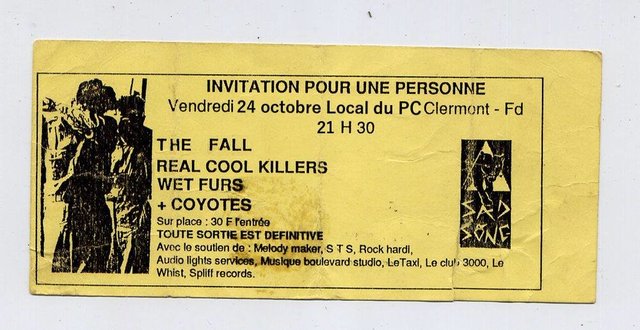 INVITATION POUR UNE PERSONNE
Vendredi 24 octobre Local du PC Clermont - Fd
21 H 30
THE FALL
REAL COOL KILLERS
WET FURS
+ COYOTES
Sur place : 30 F l'entrée
TOUTE SORTIE EST DEFINITIVE
Avec le soutien de : Melody maker, S T S, Rock hardi,
Audio lights services, Musique boulevard studio, LeTaxi, Le club 3000, Le
Whist, Spliff records.
SAD
SONG